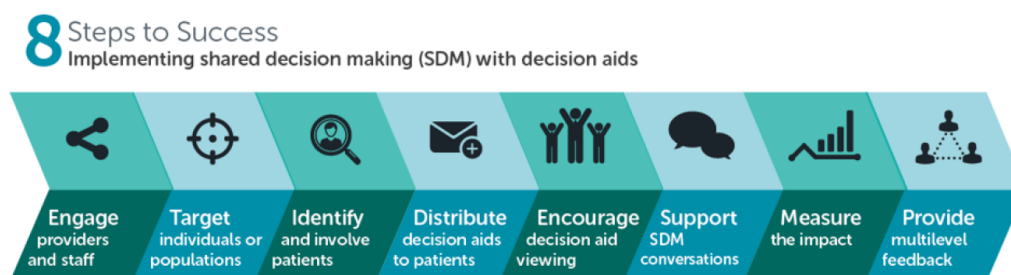 8 Steps to Success
Implementing shared decision making (SDM) with decision aids
Engage
providers
and staff
Target
individuals or
populations
Identify
and involve
patients
Distribute
decision aids
to patients
Encourage
decision aid
viewing
Support
SDM
conversations
Measure
the impact
Provide
multilevel
feedback